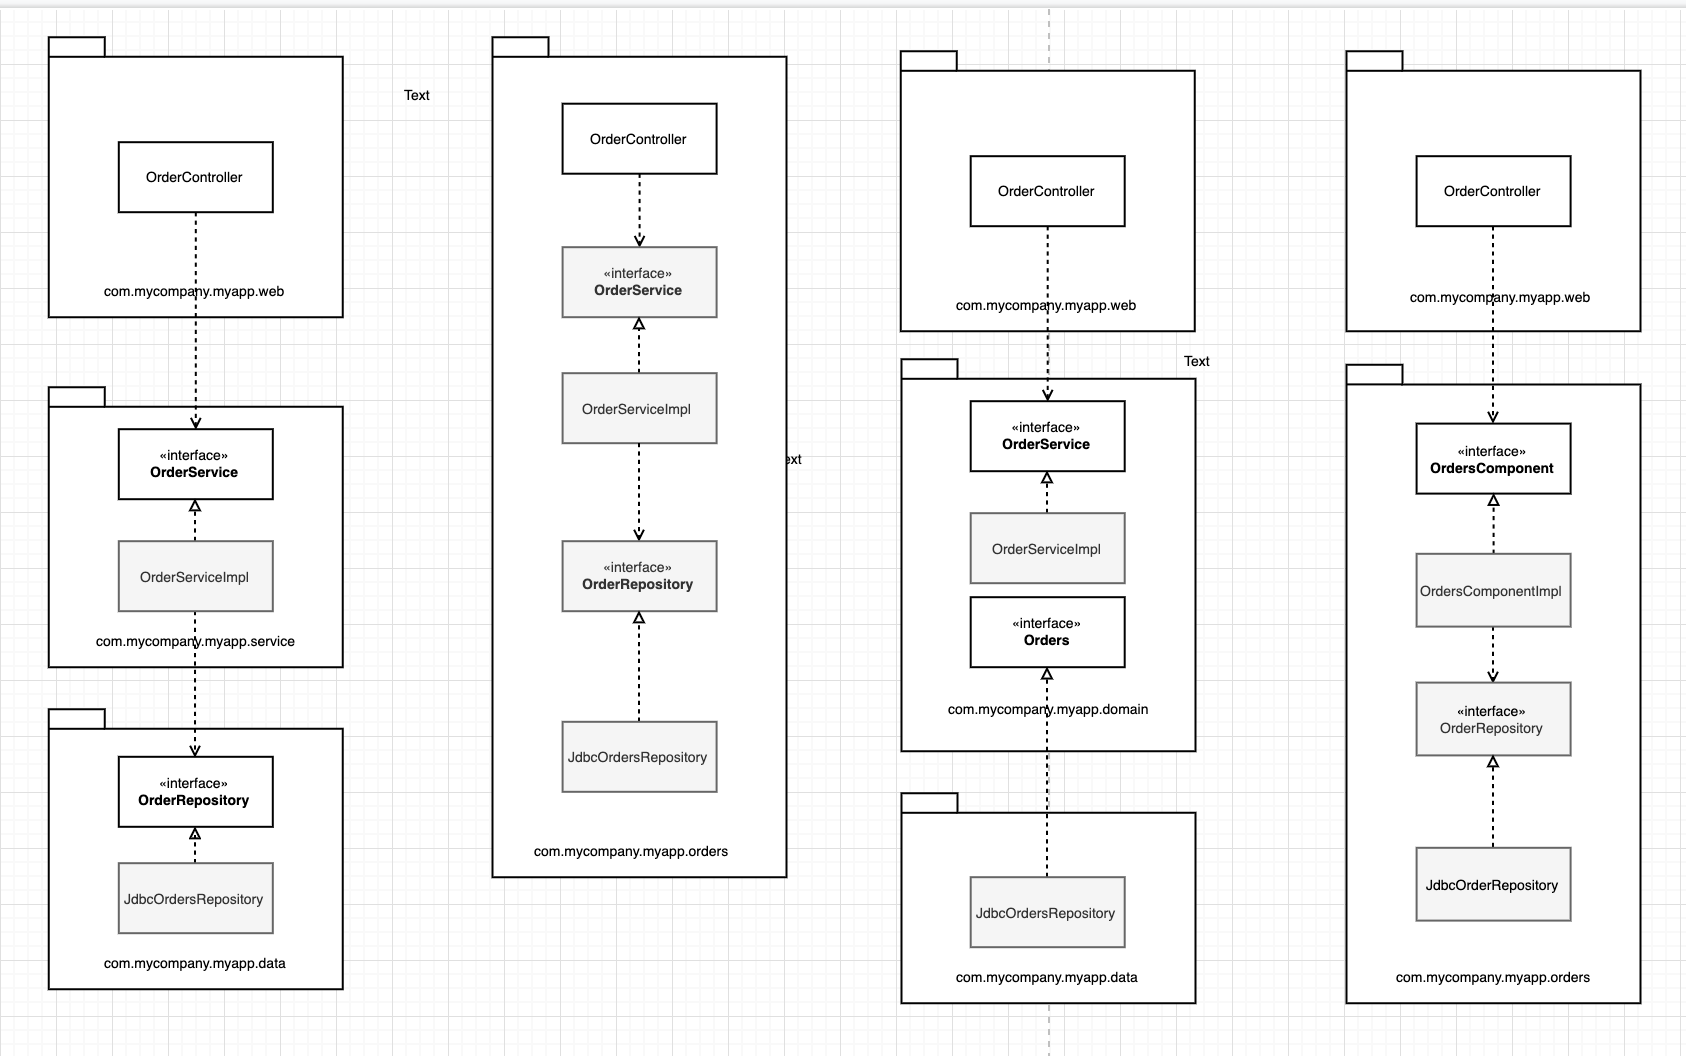 OrderController
com.mycompany.myapp.web
«interface»
OrderService
OrderServiceImpl
com.mycompany.myapp.service
«interface»
OrderRepository
JdbcOrdersRepository
com.mycompany.myapp.data
Text
OrderController
«interface»
OrderService
OrderServiceImpl
«interface»
OrderRepository
JdbcOrdersRepository
com.mycompany.myapp.orders
ext
OrderController
com.mycompany.myapp.web
Text
«interface»
OrderService
OrderServiceImpl
«interface»
Orders
com.mycompany.myapp.domain
JdbcOrdersRepository
com.mycompany.myapp.data
OrderController
com.mycompany.myapp.web
«interface»
OrdersComponent
OrdersComponentImpl
«interface»
OrderRepository
JdbcOrderRepository
com.mycompany.myapp.orders